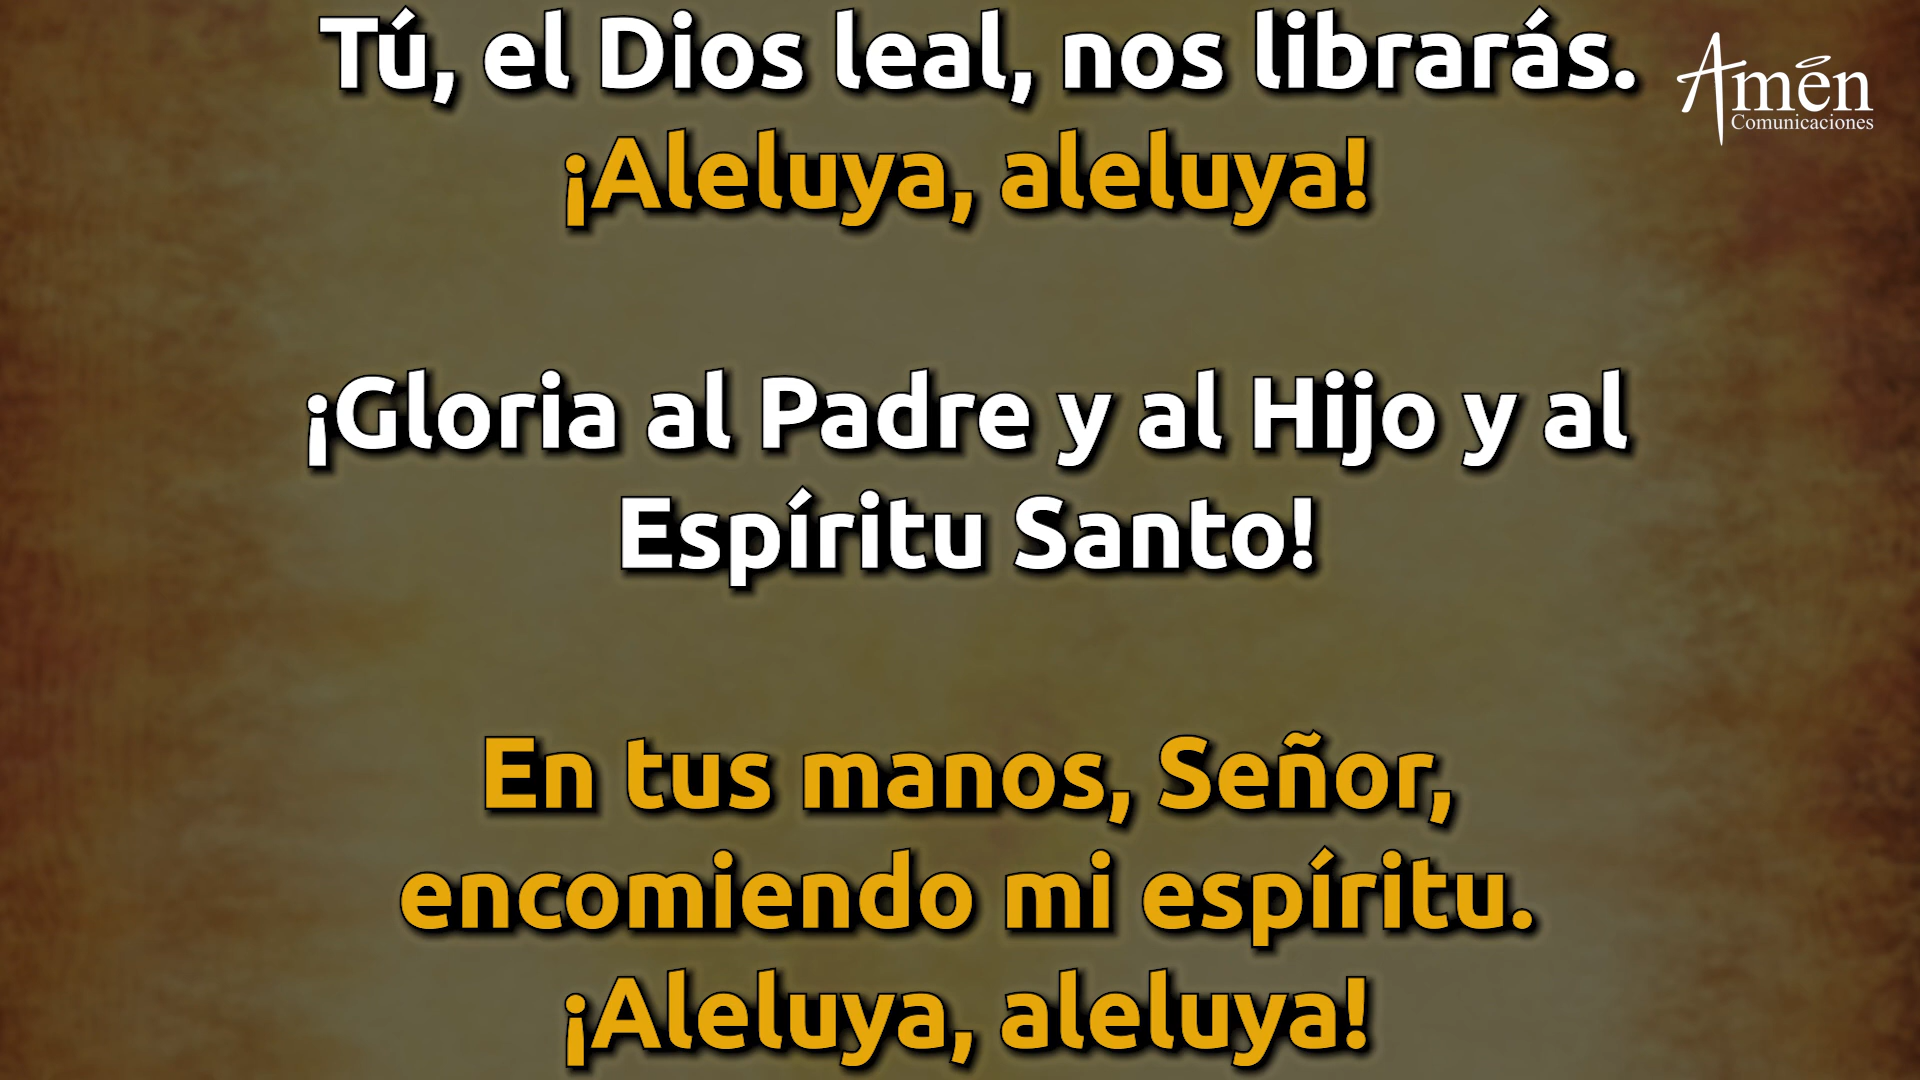 Tú, el Dios leal, nos librarás.
Amén
Comunicaciones
¡Aleluya, aleluya!
¡Gloria al Padre y al Hijo y al
Espíritu Santo!
En tus manos, Señor,
encomiendo mi espíritu.
¡Aleluya, aleluya!